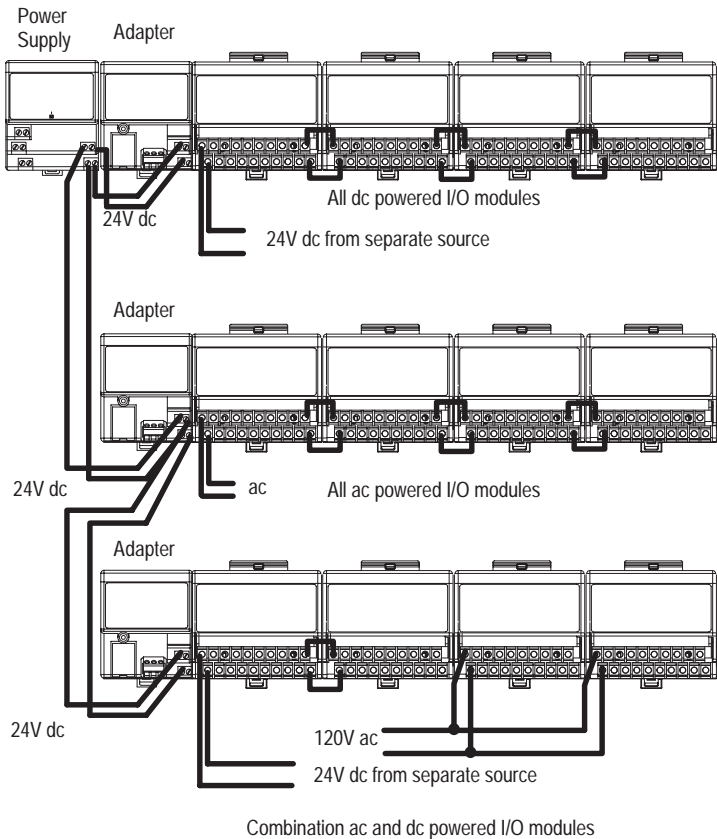 Power
Supply
Adapter
24V dc
All dc powered I/O modules
24V dc from separate source
Adapter
24V dc
ac
All ac powered I/O modules
Adapter
24V dc
120V ac
24V dc from separate source
Combination ac and dc powered I/O modules